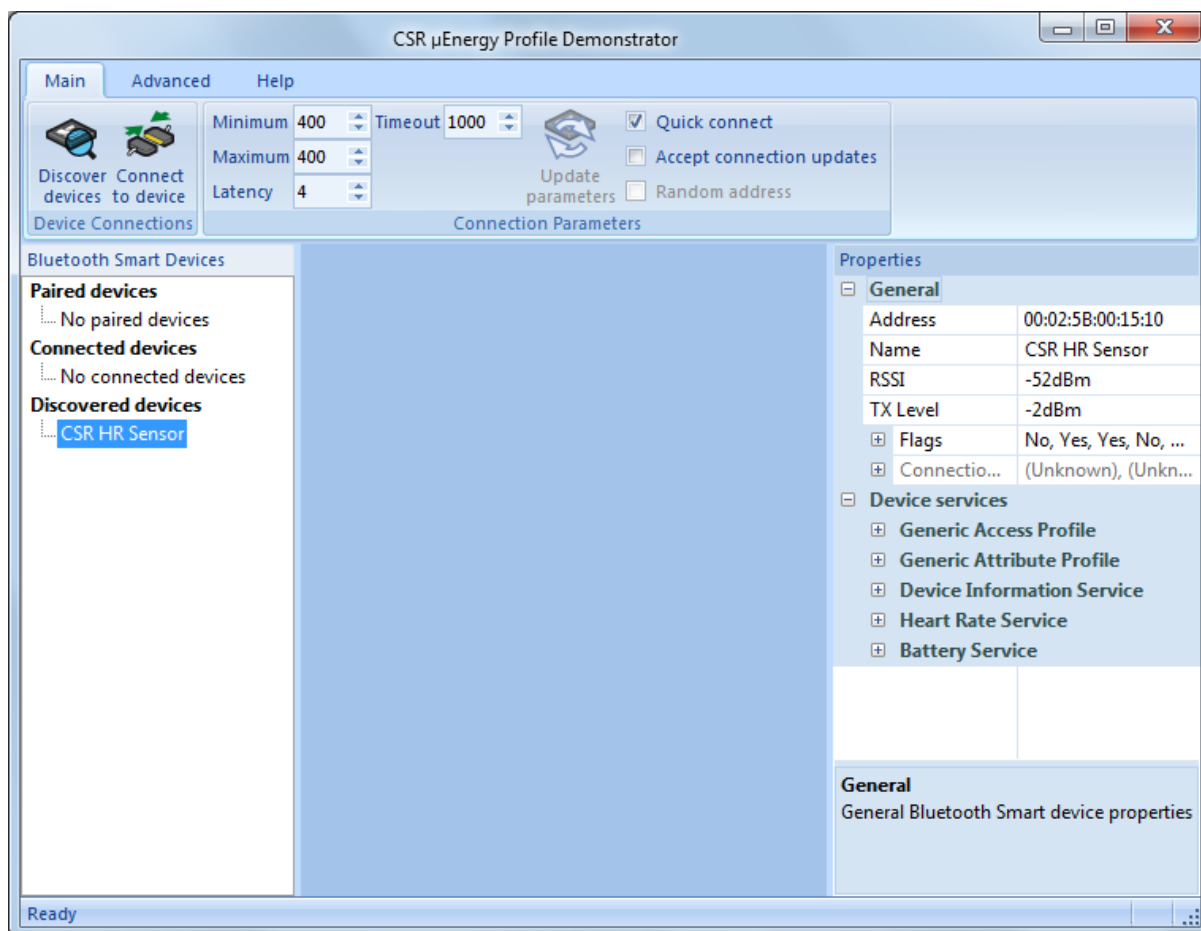 CSR µEnergy Profile Demonstrator
Main Advanced Help
Minimum 400 Timeout 1000
Maximum 400
Latency 4
Discover devices
Connect to device
Update parameters
Quick connect
Accept connection updates
Random address
Device Connections
Connection Parameters
Bluetooth Smart Devices
Paired devices
No paired devices
Connected devices
No connected devices
Discovered devices
CSR HR Sensor
Properties
General
Address 00:02:5B:00:15:10
Name CSR HR Sensor
RSSI -52dBm
TX Level -2dBm
Flags No, Yes, Yes, No, ...
Connectio... (Unknown), (Unkn...
Device services
Generic Access Profile
Generic Attribute Profile
Device Information Service
Heart Rate Service
Battery Service
General
General Bluetooth Smart device properties
Ready